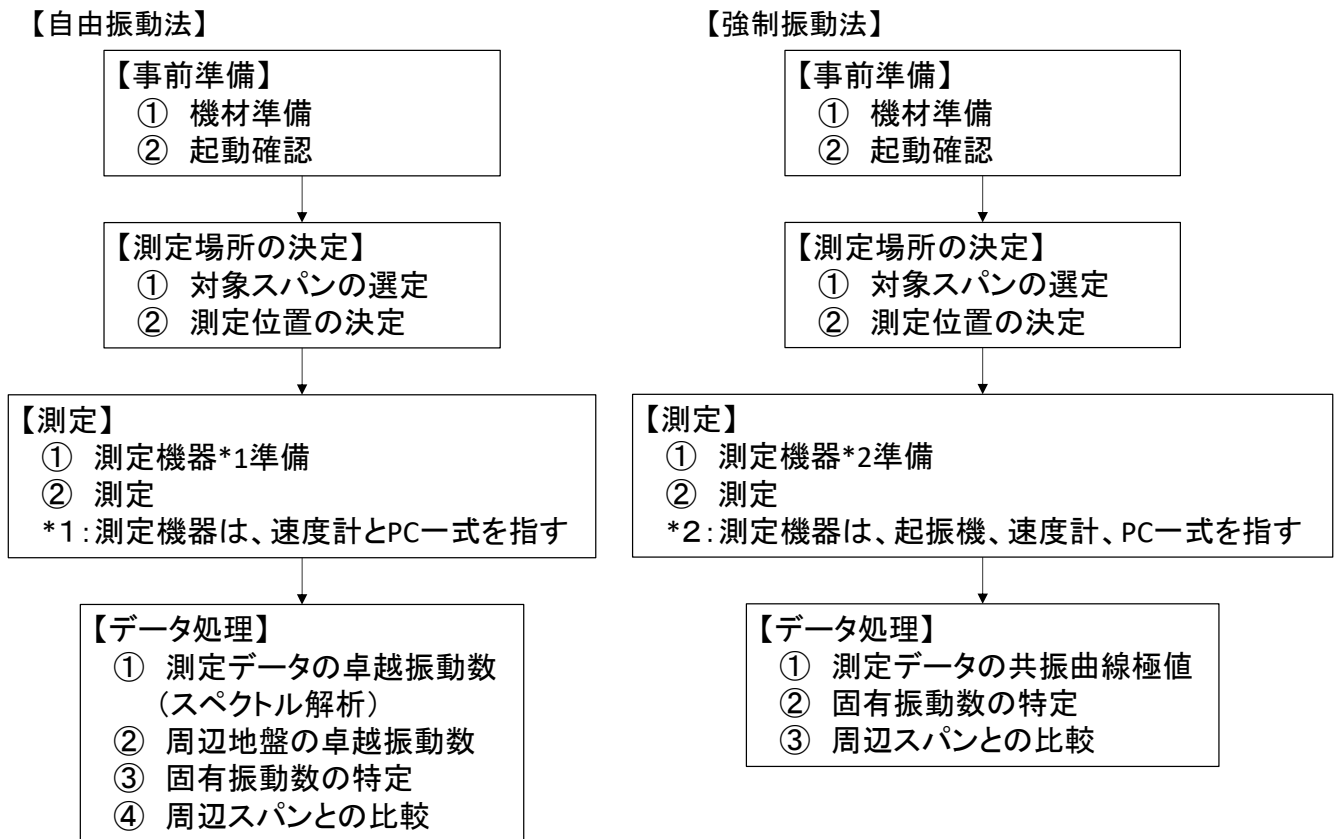 【自由振動法】
【事前準備】
① 機材準備
② 起動確認
【測定場所の決定】
① 対象スパンの選定
② 測定位置の決定
【測定】
① 測定機器*1準備
② 測定
*1:測定機器は、速度計とPC一式を指す
【データ処理】
① 測定データの卓越振動数
(スペクトル解析)
② 周辺地盤の卓越振動数
③ 固有振動数の特定
④ 周辺スパンとの比較
【強制振動法】
【事前準備】
① 機材準備
② 起動確認
【測定場所の決定】
① 対象スパンの選定
② 測定位置の決定
【測定】
① 測定機器*2準備
② 測定
*2:測定機器は、起振機、速度計、PC一式を指す
【データ処理】
① 測定データの共振曲線極値
② 固有振動数の特定
③ 周辺スパンとの比較